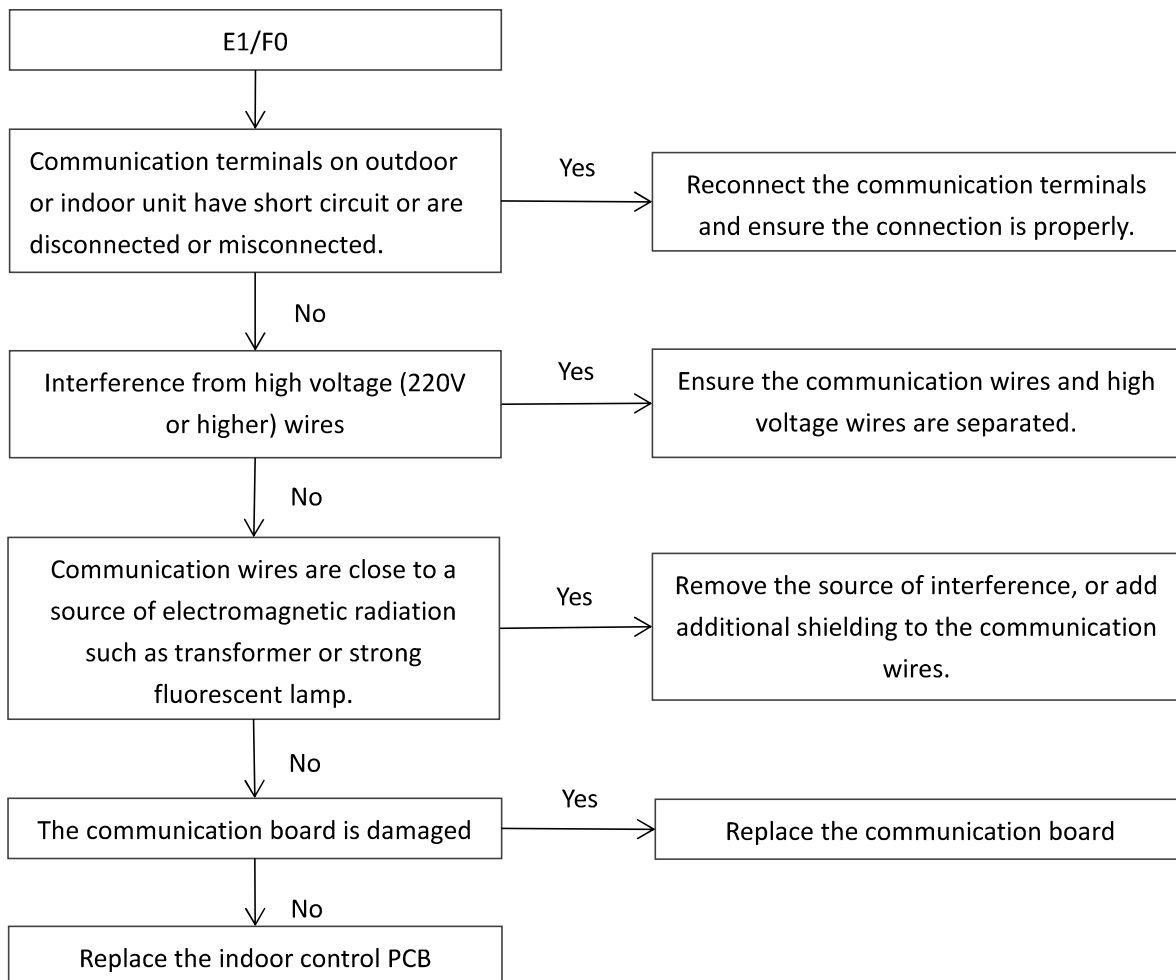 E1/F0
Communication terminals on outdoor
or indoor unit have short circuit or are
disconnected or misconnected.
Yes
Reconnect the communication terminals
and ensure the connection is properly.
No
Interference from high voltage (220V
or higher) wires
Yes
Ensure the communication wires and high
voltage wires are separated.
No
Communication wires are close to a
source of electromagnetic radiation
such as transformer or strong
fluorescent lamp.
Yes
Remove the source of interference, or add
additional shielding to the communication
wires.
No
The communication board is damaged
Yes
Replace the communication board
No
Replace the indoor control PCB